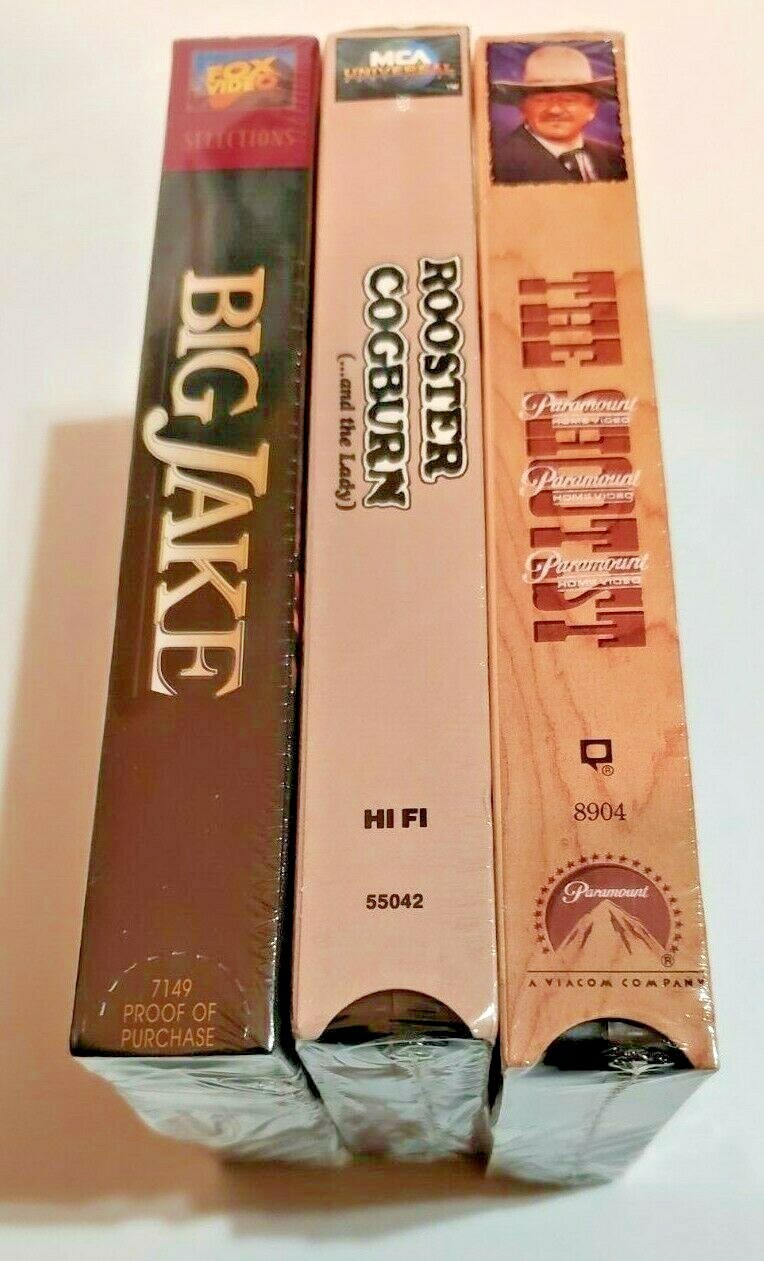 FOX
VIDEO
SELECTIONS
BIG JAKE
7149
PROOF OF
PURCHASE
MCA
UNIVERSAL
TM
ROOSTER
COGBURN
(...and the Lady)
HI FI
55042
THE SHOOTIST
Paramount
HOME VIDEO
Paramount
HOME VIDEO
Paramount
HOME VIDEO
®
8904
Paramount
®
A VIACOM COMPANY